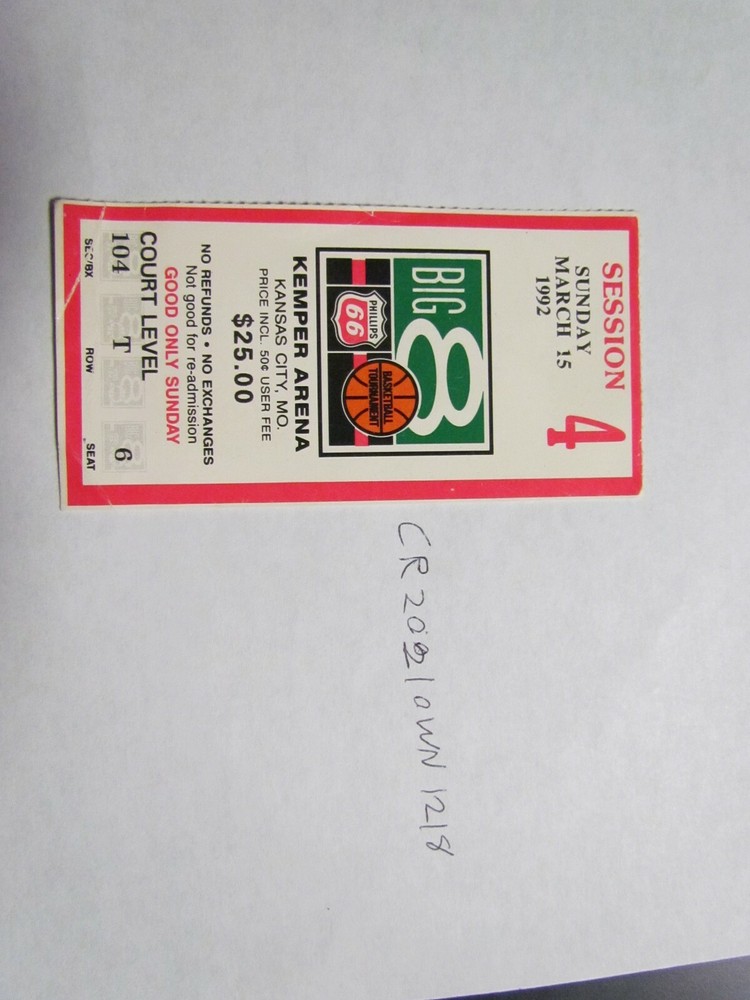 SESSION 4
SUNDAY
MARCH 15
1992
BIG
8
PHILLIPS
66
BASKETBALL
TOURNAMENT
KEMPER ARENA
KANSAS CITY, MO.
PRICE INCL. 50¢ USER FEE
$25.00
NO REFUNDS • NO EXCHANGES
Not good for re-admission
GOOD ONLY SUNDAY
COURT LEVEL
104 T 6
SEC/BX ROW SEAT
CR20021OWN1218